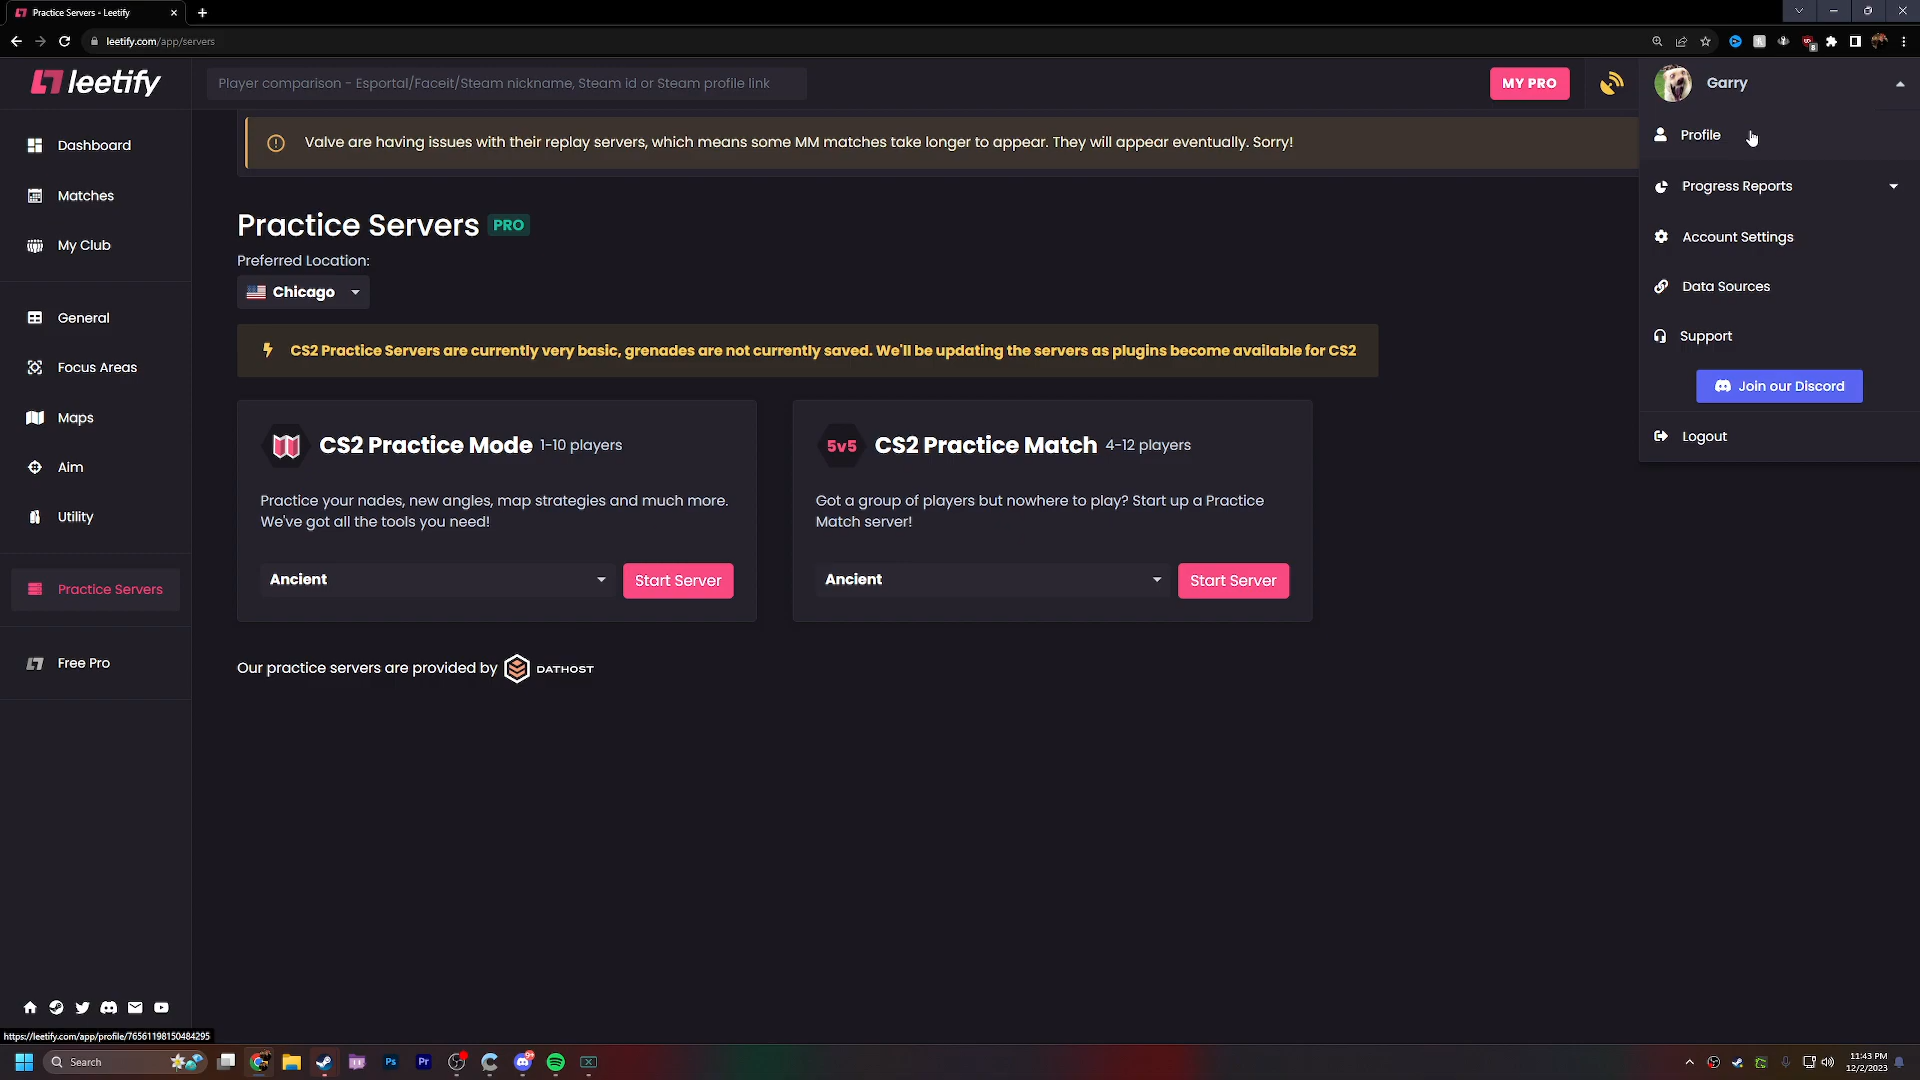 Practice Servers - Leetify
leetify.com/app/servers
leetify
Player comparison - Esportal/Faceit/Steam nickname, Steam id or Steam profile link
MY PRO
Garry
Dashboard
Matches
My Club
General
Focus Areas
Maps
Aim
Utility
Practice Servers
Free Pro
Valve are having issues with their replay servers, which means some MM matches take longer to appear. They will appear eventually. Sorry!
Practice Servers PRO
Preferred Location:
Chicago
CS2 Practice Servers are currently very basic, grenades are not currently saved. We'll be updating the servers as plugins become available for CS2
CS2 Practice Mode 1-10 players
Practice your nades, new angles, map strategies and much more.
We've got all the tools you need!
Ancient
Start Server
5v5 CS2 Practice Match 4-12 players
Got a group of players but nowhere to play? Start up a Practice
Match server!
Ancient
Start Server
Our practice servers are provided by DATHOST
Profile
Progress Reports
Account Settings
Data Sources
Support
Join our Discord
Logout
https://leetify.com/app/profile/76561198150484295
Search
Ps
Pr
11:43 PM
12/2/2023